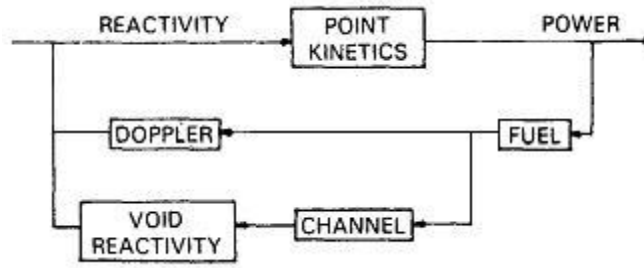 REACTIVITY
POINT
KINETICS
POWER
DOPPLER
FUEL
VOID
REACTIVITY
CHANNEL